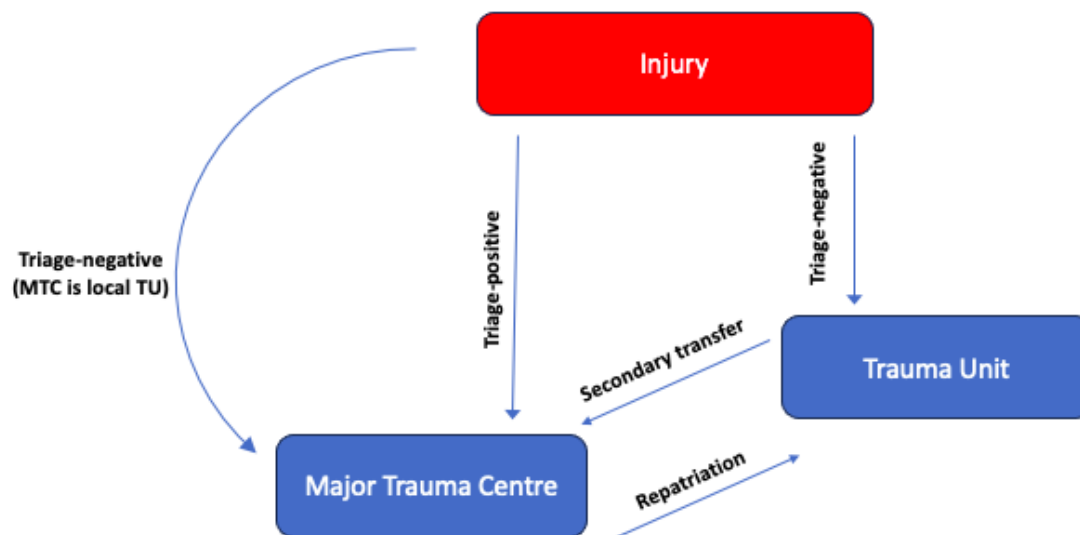 Injury
Triage-negative
(MTC is local TU)
Triage-positive
Triage-negative
Secondary transfer
Trauma Unit
Major Trauma Centre
Repatriation